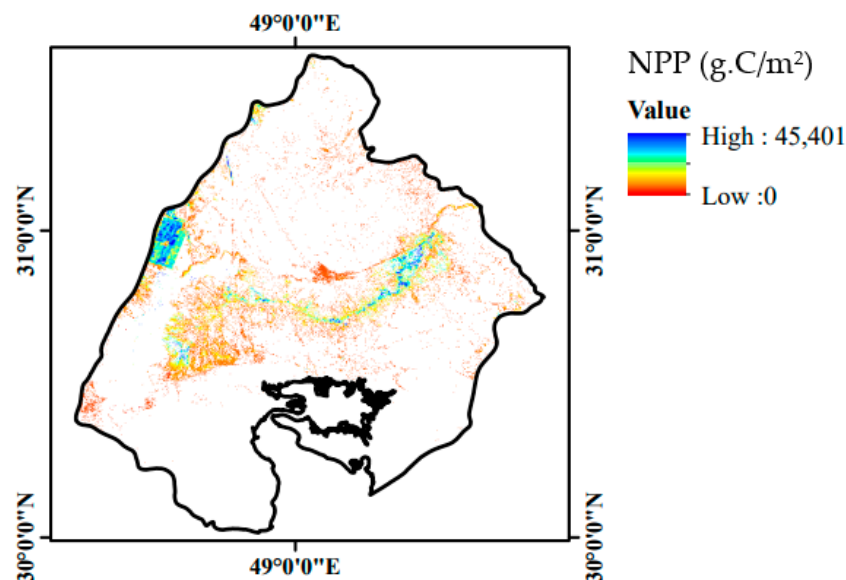 49°0'0"E
NPP (g.C/m²)
Value
High : 45,401
Low :0
31°0'0"N
31°0'0"N
30°0'0"N
30°0'0"N
49°0'0"E